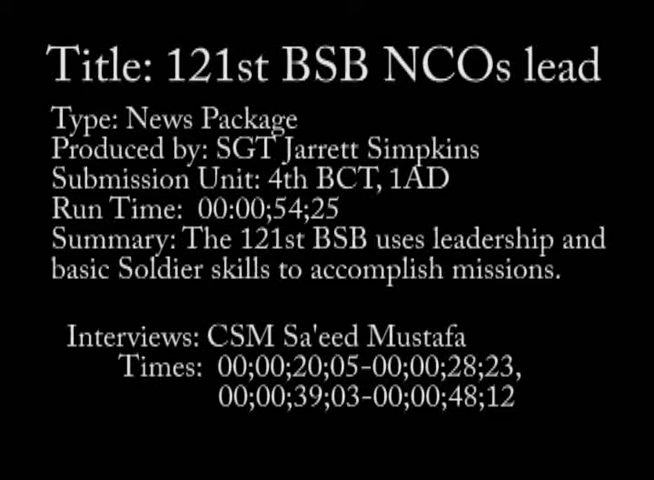 Title: 121st BSB NCOs lead
Type: News Package
Produced by: SGT Jarrett Simpkins
Submission Unit: 4th BCT, 1AD
Run Time: 00:00;54;25
Summary: The 121st BSB uses leadership and
basic Soldier skills to accomplish missions.
Interviews: CSM Sa'eed Mustafa
Times: 00;00;20;05-00;00;28;23,
00;00;39;03-00;00;48;12